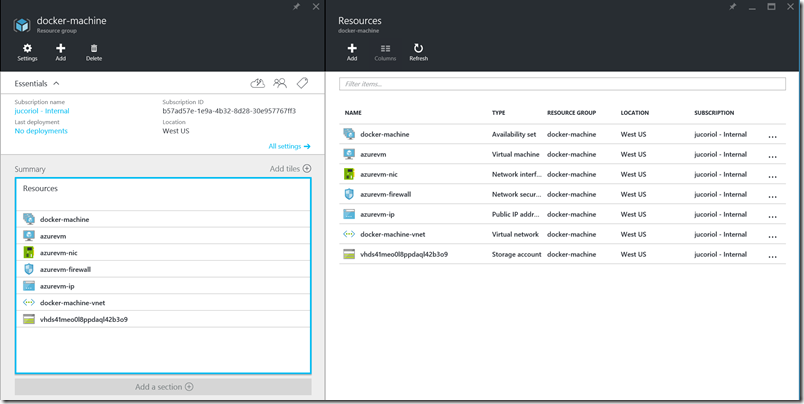 docker-machine
Resource group
Settings
Add
Delete
Essentials
Subscription name
jucoriol - Internal
Subscription ID
b57ad57e-1e9a-4b32-8d28-30e957767ff3
Last deployment
No deployments
Location
West US
All settings
Summary
Add tiles
Resources
docker-machine
azurevm
azurevm-nic
azurevm-firewall
azurevm-ip
docker-machine-vnet
vhds41meo0l8ppdaql42b3o9
Add a section
Resources
docker-machine
Add
Columns
Refresh
Filter items...
NAME TYPE RESOURCE GROUP LOCATION SUBSCRIPTION
docker-machine Availability set docker-machine West US jucoriol - Internal ...
azurevm Virtual machine docker-machine West US jucoriol - Internal ...
azurevm-nic Network interf... docker-machine West US jucoriol - Internal ...
azurevm-firewall Network secur... docker-machine West US jucoriol - Internal ...
azurevm-ip Public IP addr... docker-machine West US jucoriol - Internal ...
docker-machine-vnet Virtual network docker-machine West US jucoriol - Internal ...
vhds41meo0l8ppdaql42b3o9 Storage account docker-machine West US jucoriol - Internal ...